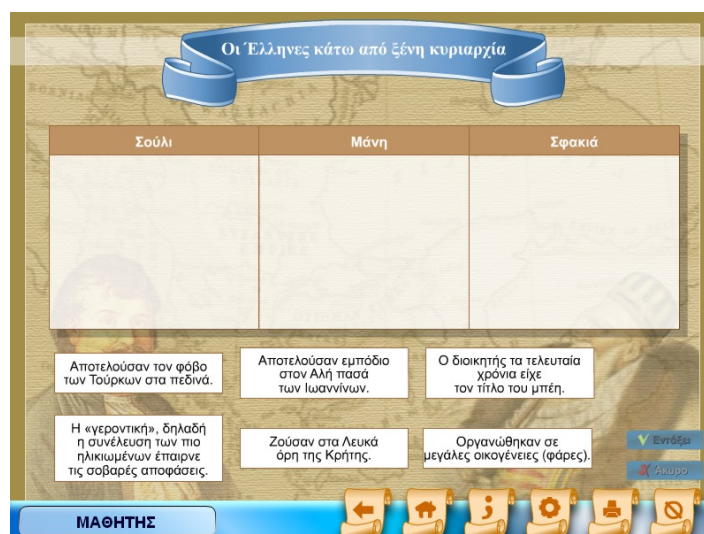 Οι Έλληνες κάτω από ξένη κυριαρχία
Σούλι
Μάνη
Σφακιά
Αποτελούσαν τον φόβο
των Τούρκων στα πεδινά.
Αποτελούσαν εμπόδιο
στον Αλή πασά
των Ιωαννίνων.
Ο διοικητής τα τελευταία
χρόνια είχε
τον τίτλο του μπέη.
Η «γεροντική», δηλαδή
η συνέλευση των πιο
ηλικιωμένων έπαιρνε
τις σοβαρές αποφάσεις.
Ζούσαν στα Λευκά
όρη της Κρήτης.
Οργανώθηκαν σε
μεγάλες οικογένειες (φάρες).
Εντάξει
Άκυρο
ΜΑΘΗΤΗΣ